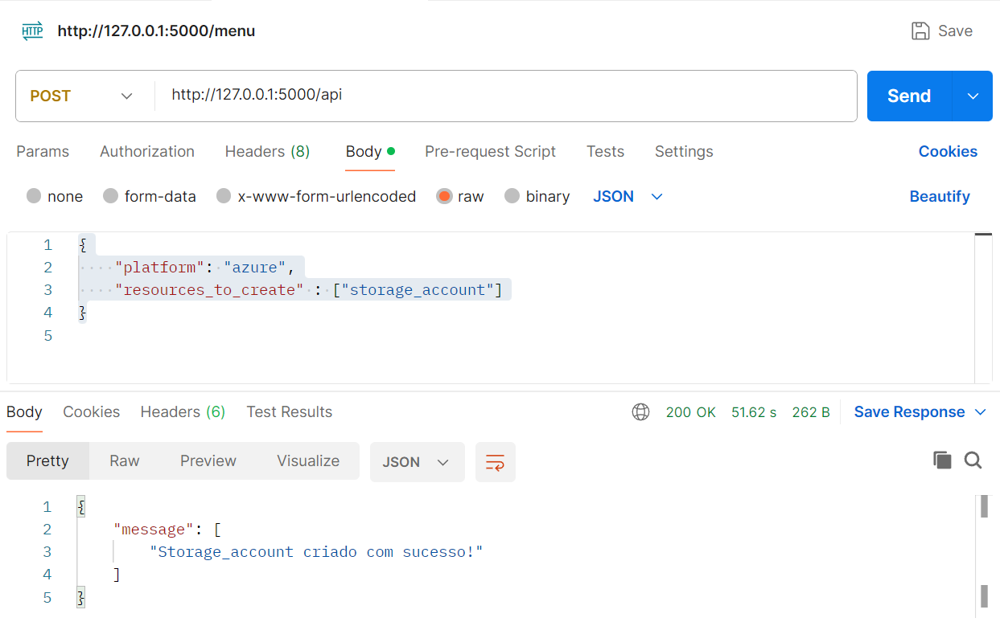 HTTP http://127.0.0.1:5000/menu Save
POST http://127.0.0.1:5000/api Send
Params Authorization Headers (8) Body Pre-request Script Tests Settings Cookies
none form-data x-www-form-urlencoded raw binary JSON Beautify
1 {
2 "platform": "azure",
3 "resources_to_create" : ["storage_account"]
4 }
5
Body Cookies Headers (6) Test Results 200 OK 51.62 s 262 B Save Response
Pretty Raw Preview Visualize JSON
1 {
2 "message": [
3 "Storage_account criado com sucesso!"
4 ]
5 }